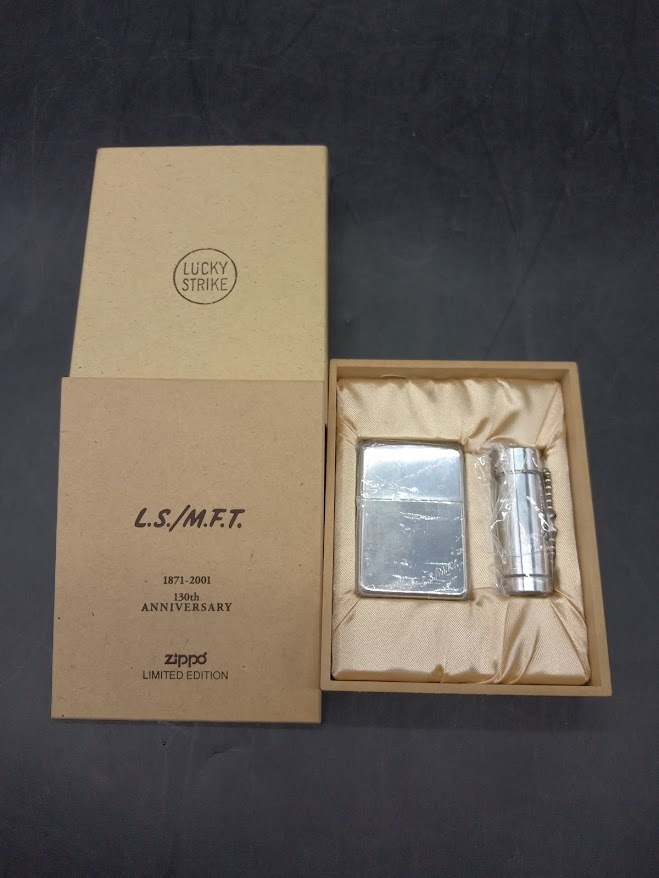 LUCKY
STRIKE
L.S./M.F.T.
1871-2001
130th
ANNIVERSARY
zippo
LIMITED EDITION